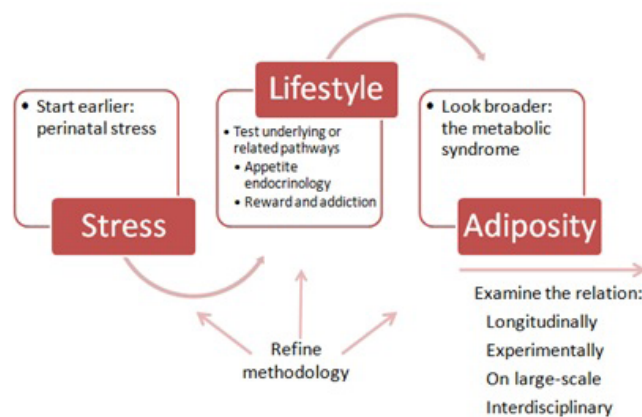 • Start earlier:
perinatal stress
Stress
Lifestyle
• Test underlying or
related pathways
• Appetite
endocrinology
• Reward and addiction
• Look broader:
the metabolic
syndrome
Adiposity
Refine
methodology
Examine the relation:
Longitudinally
Experimentally
On large-scale
Interdisciplinary